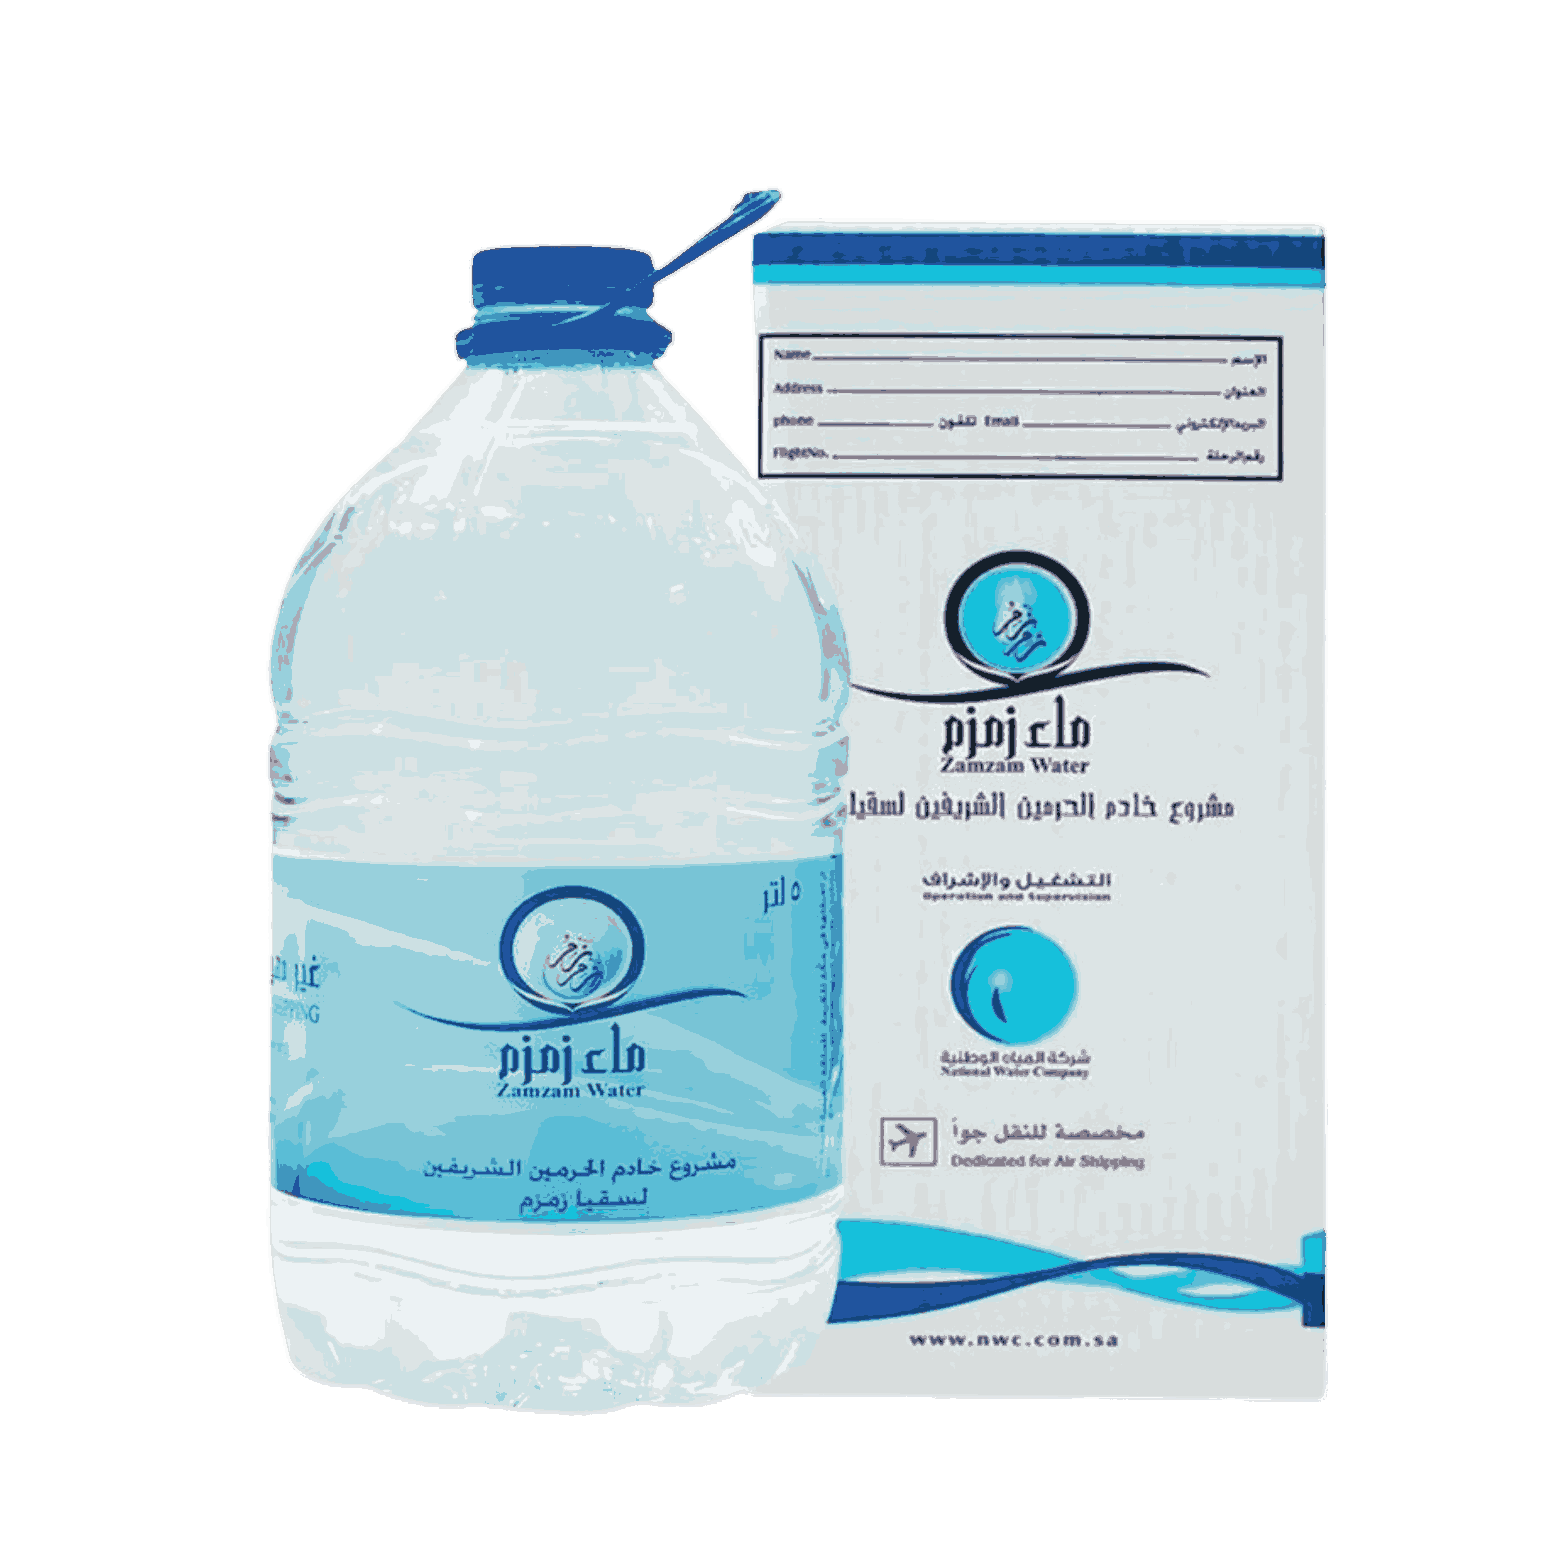 Name الإسم
Address العنوان
phone تلفون Email البريد الإلكتروني
FlightNo. رقم الرحلة
زمزم
ماء زمزم
Zamzam Water
مشروع خادم الحرمين الشريفين لسقيا
التشغيل والإشراف
Operation and Supervision
شركة المياه الوطنية
National Water Company
مخصصة للنقل جواً
Dedicated for Air Shipping
www.nwc.com.sa
٥ لتر
غير
زمزم
ماء زمزم
Zamzam Water
مشروع خادم الحرمين الشريفين
لسقيا زمزم